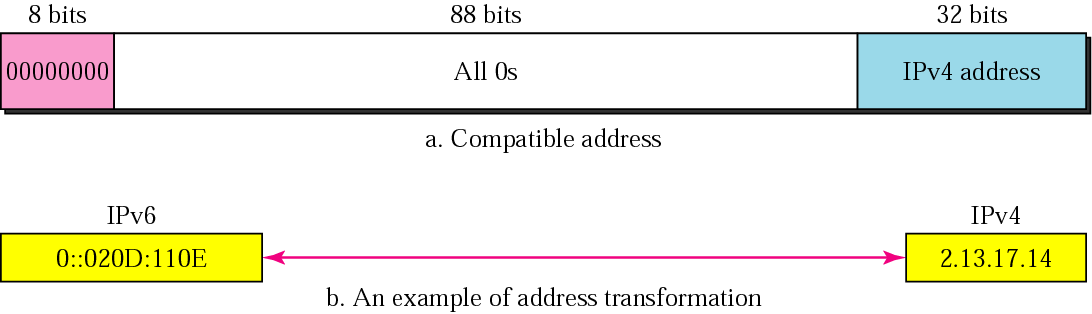 8 bits 88 bits 32 bits
00000000 All 0s IPv4 address
a. Compatible address
IPv6 IPv4
0::020D:110E 2.13.17.14
b. An example of address transformation